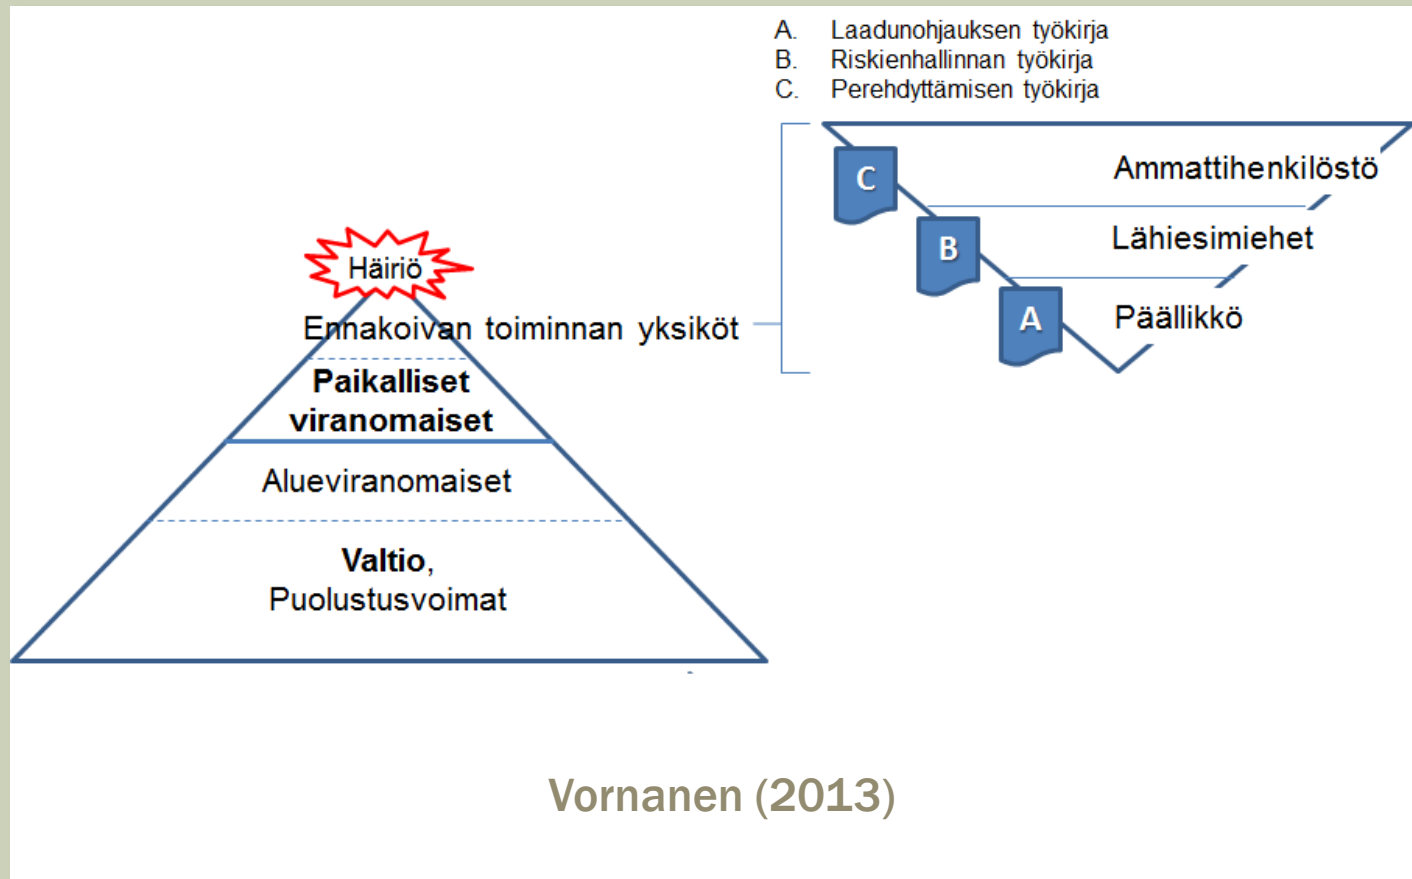 A. Laadunohjauksen työkirja
B. Riskienhallinnan työkirja
C. Perehdyttämisen työkirja
C
Ammattihenkilöstö
B
Lähiesimiehet
A
Päällikkö
Häiriö
Ennakoivan toiminnan yksiköt
Paikalliset
viranomaiset
Alueviranomaiset
Valtio,
Puolustusvoimat
Vornanen (2013)